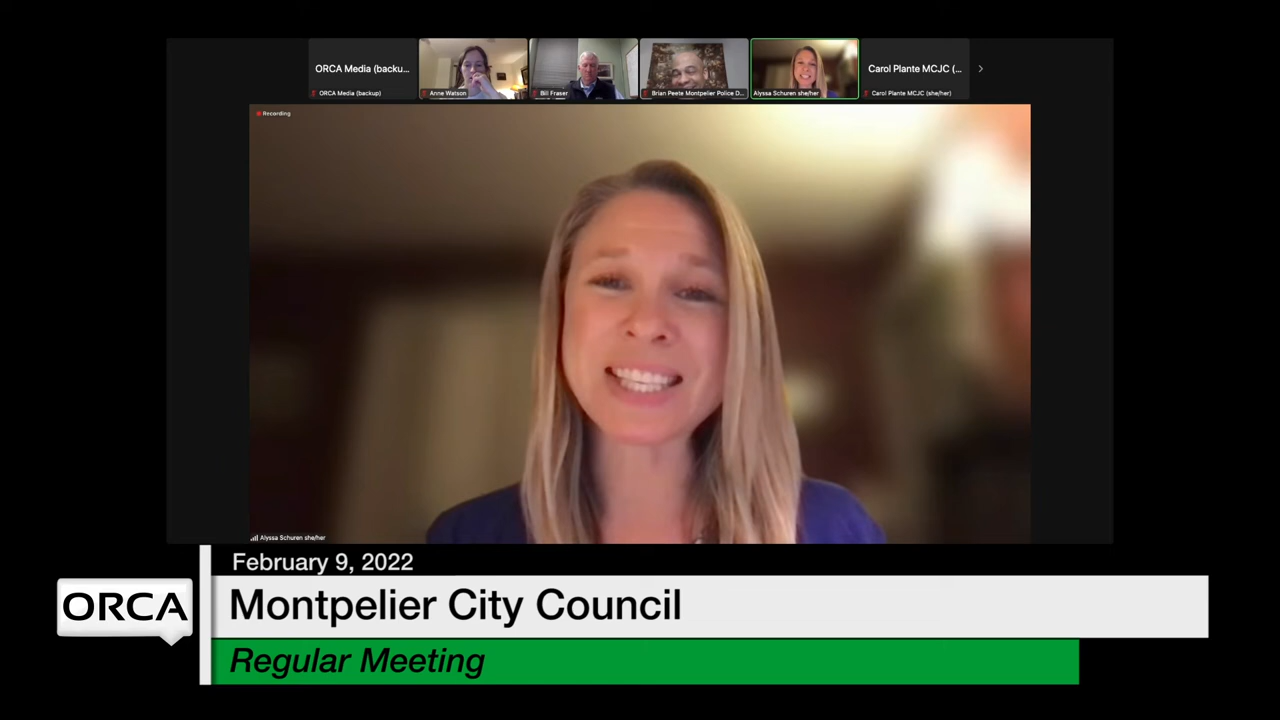 ORCA Media (backu...
Carol Plante MCJC (...
ORCA Media (backup)
Anne Watson
Bill Fraser
Brian Peete Montpelier Police D...
Alyssa Schuren she/her
Carol Plante MCJC (she/her)
Recording
Alyssa Schuren she/her
February 9, 2022
ORCA
Montpelier City Council
Regular Meeting